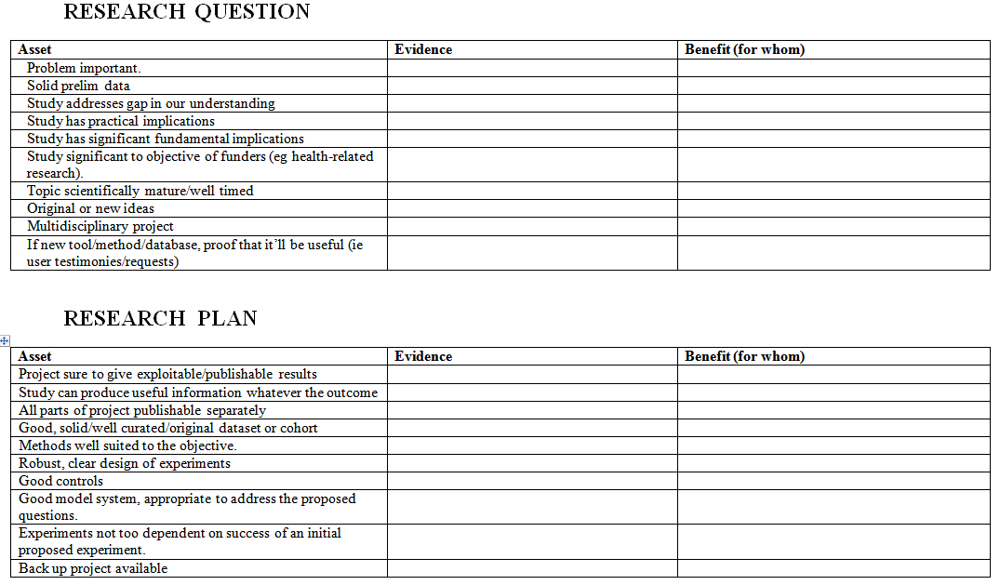 RESEARCH QUESTION
Asset Evidence Benefit (for whom)
Problem important.
Solid prelim data
Study addresses gap in our understanding
Study has practical implications
Study has significant fundamental implications
Study significant to objective of funders (eg health-related
research).
Topic scientifically mature/well timed
Original or new ideas
Multidisciplinary project
If new tool/method/database, proof that it'll be useful (ie
user testimonies/requests)
RESEARCH PLAN
Asset Evidence Benefit (for whom)
Project sure to give exploitable/publishable results
Study can produce useful information whatever the outcome
All parts of project publishable separately
Good, solid/well curated/original dataset or cohort
Methods well suited to the objective.
Robust, clear design of experiments
Good controls
Good model system, appropriate to address the proposed
questions.
Experiments not too dependent on success of an initial
proposed experiment.
Back up project available